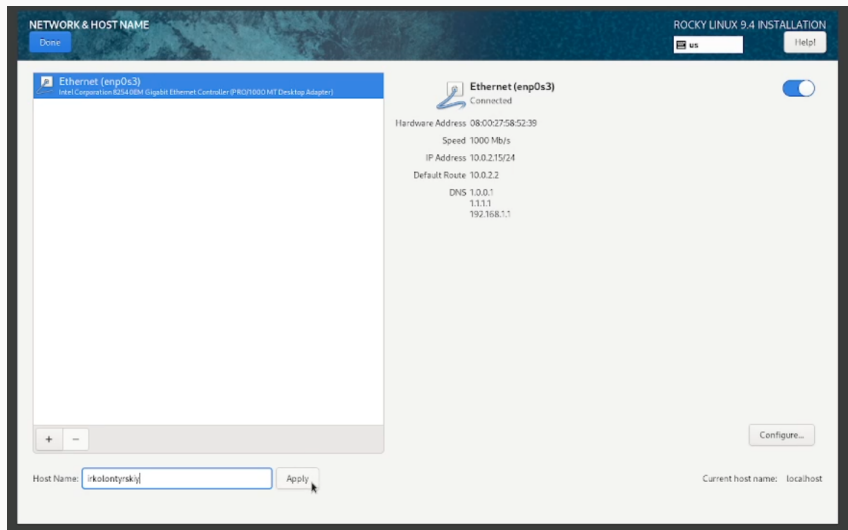 NETWORK & HOST NAME
Done
ROCKY LINUX 9.4 INSTALLATION
us
Help!
Ethernet (enp0s3)
Intel Corporation 82540EM Gigabit Ethernet Controller (PRO/1000 MT Desktop Adapter)
Ethernet (enp0s3)
Connected
Hardware Address 08:00:27:58:52:39
Speed 1000 Mb/s
IP Address 10.0.2.15/24
Default Route 10.0.2.2
DNS 1.0.0.1
1.1.1.1
192.168.1.1
+ −
Configure...
Host Name: irkolontyrskiy Apply
Current host name: localhost